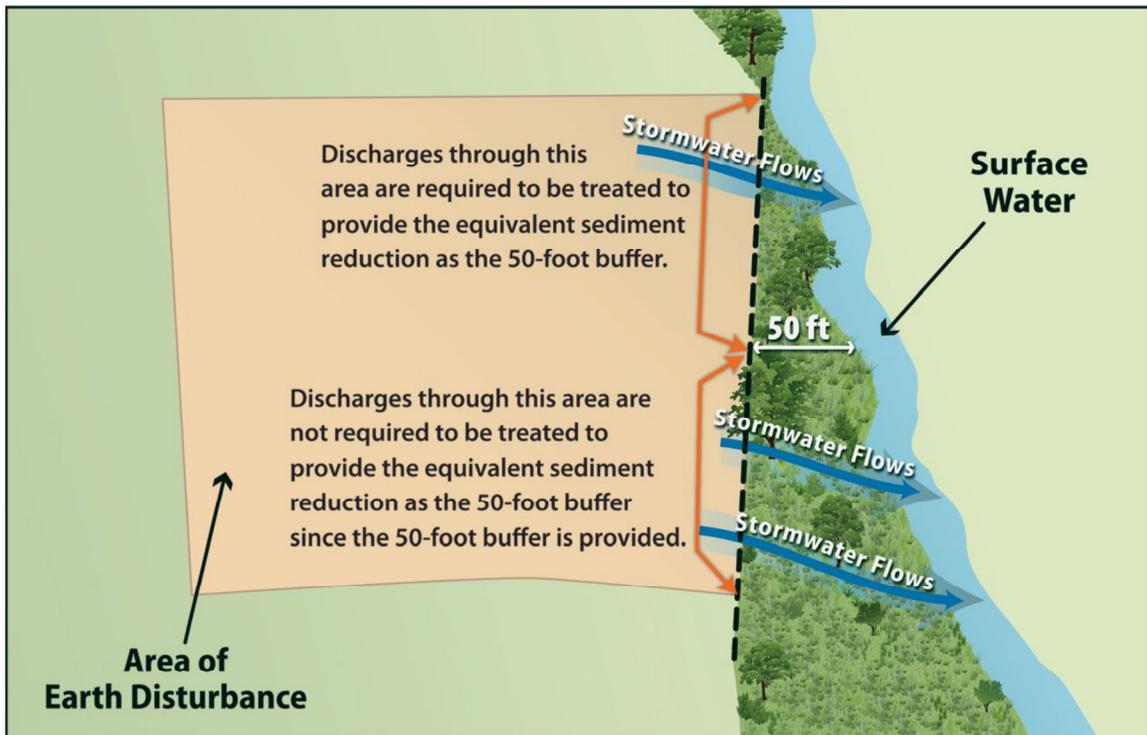 Stormwater Flows
Discharges through this
area are required to be treated to
provide the equivalent sediment
reduction as the 50-foot buffer.
Surface
Water
50 ft
Discharges through this area are
not required to be treated to
provide the equivalent sediment
reduction as the 50-foot buffer
since the 50-foot buffer is provided.
Stormwater Flows
Stormwater Flows
Area of
Earth Disturbance